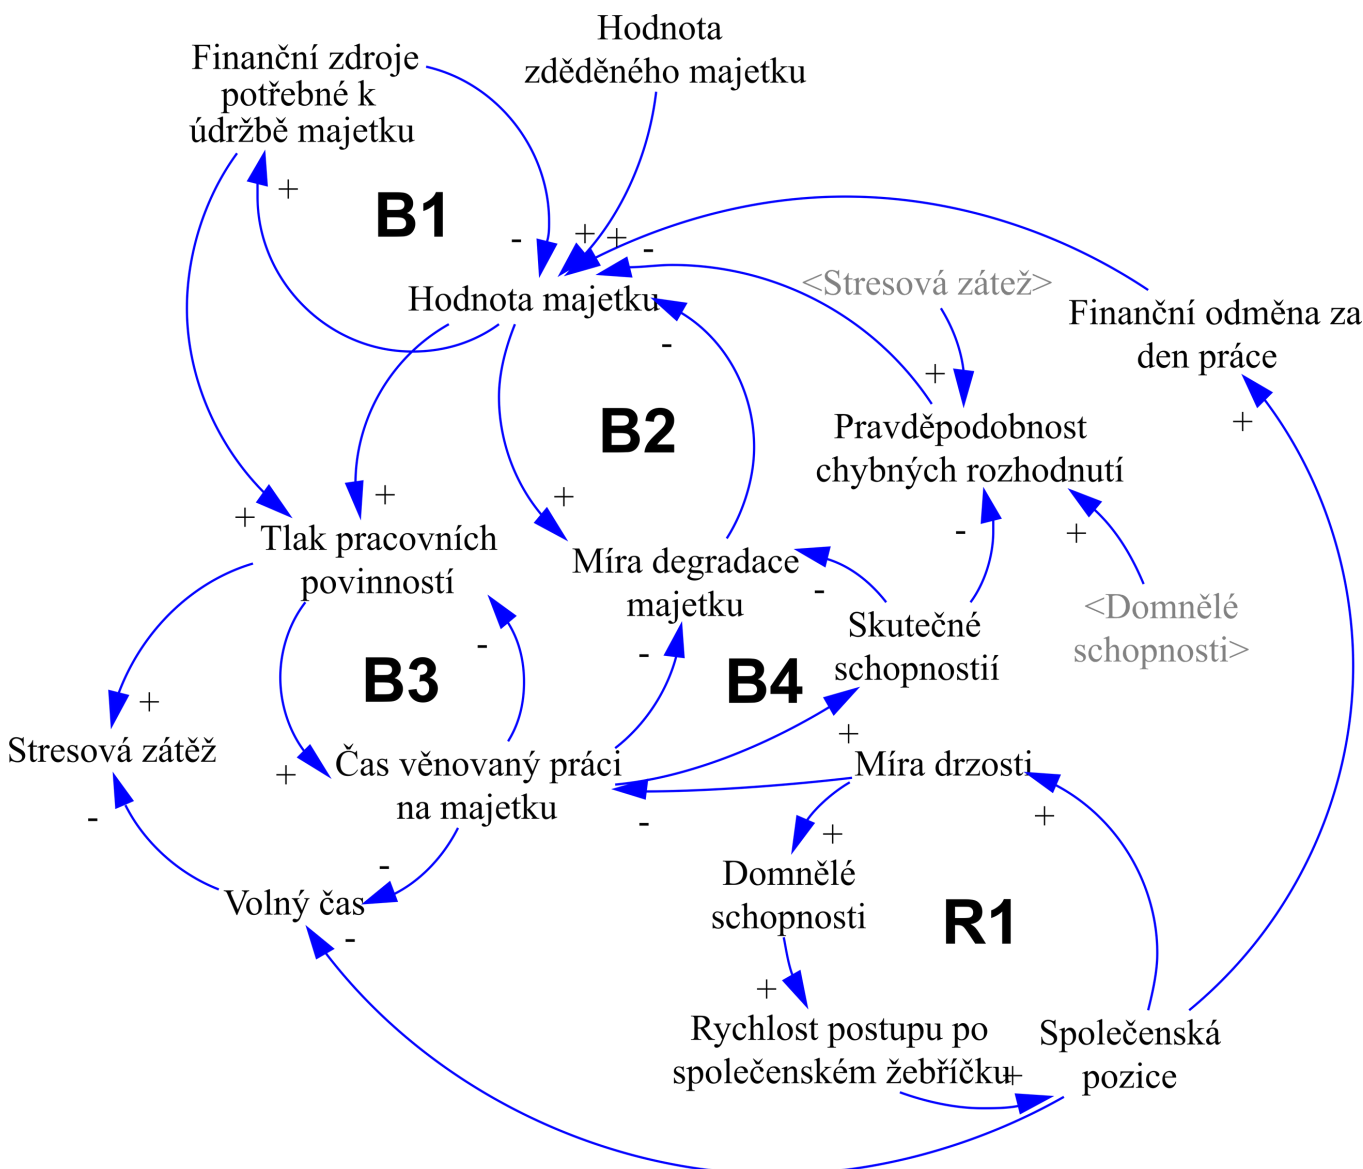 Hodnota
zděděného majetku
Finanční zdroje
potřebné k
údržbě majetku
+
B1
-
+
+
-
Hodnota majetku
<Stresová zátež>
Finanční odměna za
den práce
-
+
+
B2
Pravděpodobnost
chybných rozhodnutí
+
+
+
-
+
Tlak pracovních
povinností
Míra degradace
majetku
-
Skutečné
schopnostií
<Domnělé
schopnosti>
-
-
B3
B4
+
Stresová zátěž
+
Čas věnovaný práci
na majetku
+
Míra drzosti
-
-
+
+
-
Domnělé
schopnosti
Volný čas
-
R1
+
Rychlost postupu po
společenském žebříčku
+
Společenská
pozice